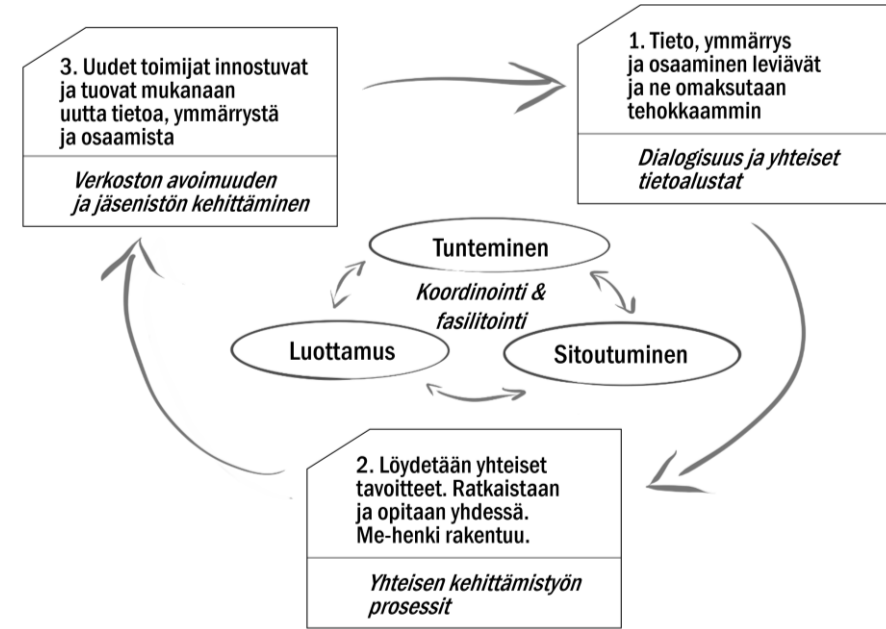 3. Uudet toimijat innostuvat
ja tuovat mukanaan
uutta tietoa, ymmärrystä
ja osaamista
Verkoston avoimuuden
ja jäsenistön kehittäminen
1. Tieto, ymmärrys
ja osaaminen leviävät
ja ne omaksutaan
tehokkaammin
Dialogisuus ja yhteiset
tietoalustat
Tunteminen
Koordinointi &
fasilitointi
Luottamus
Sitoutuminen
2. Löydetään yhteiset
tavoitteet. Ratkaistaan
ja opitaan yhdessä.
Me-henki rakentuu.
Yhteisen kehittämistyön
prosessit